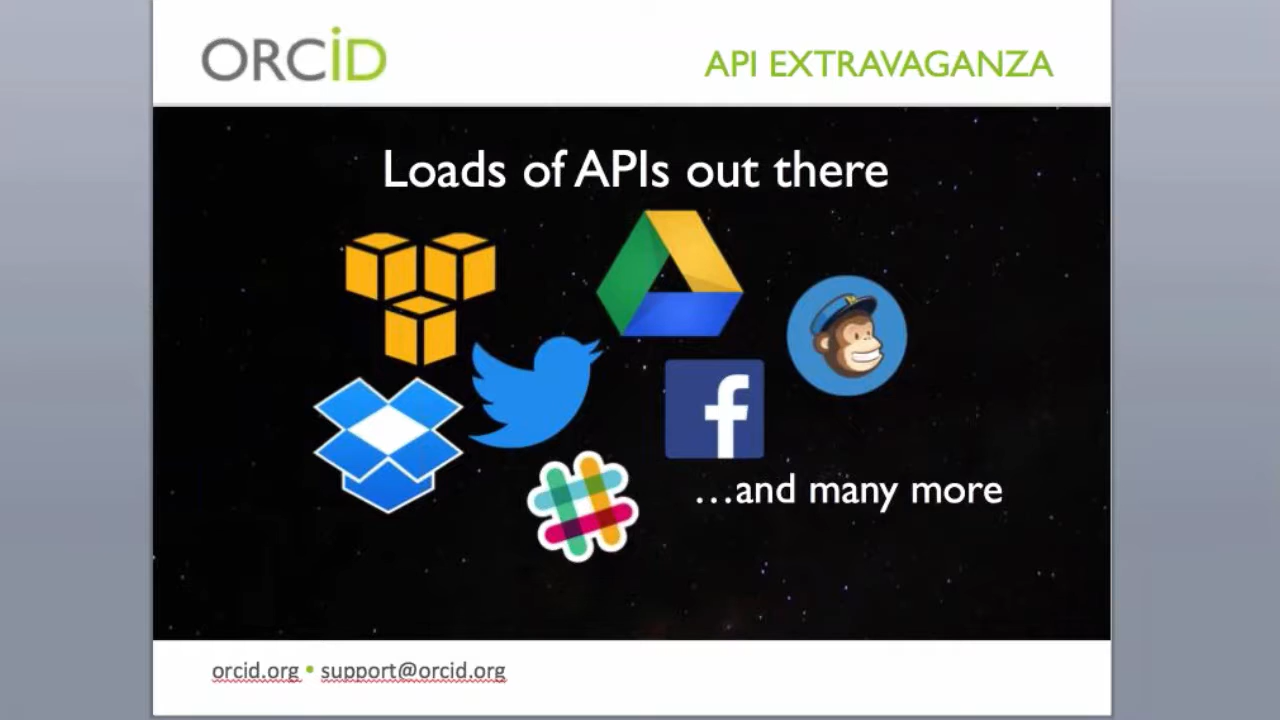 ORCiD
API EXTRAVAGANZA
Loads of APIs out there
f
...and many more
orcid.org • support@orcid.org